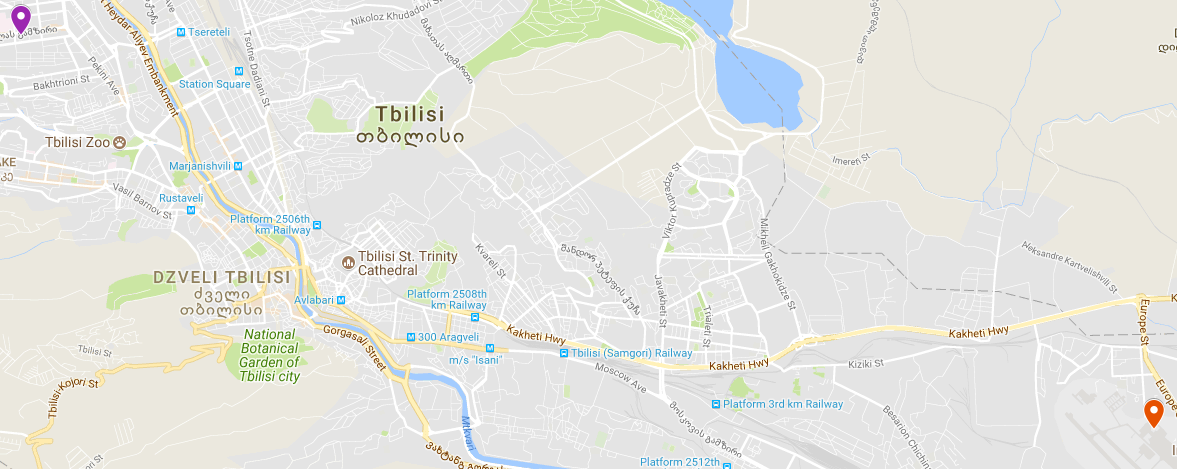 Heydar Aliyev Embankment
Nikoloz Khudadovi St
Tsereteli
Tsotne Dadiani St
Pekini Ave
Bakhtrioni St
Station Square
Tbilisi
თბილისი
Tbilisi Zoo
AKE
კე
Marjanishvili
Imereti St
Vasil Barnov St
Rustaveli
Viktor Kupradze St
Platform 2506th
km Railway
Mikheil Gakhokidze St
Kvareli St
Tbilisi St. Trinity
Cathedral
Aleksandre Kartvelishvili St
DZVELI TBILISI
ძველი
თბილისი
Javakheti St
Avlabari
Platform 2508th
km Railway
Trialeti St
Europe St
Gorgasali Street
300 Aragveli
Kakheti Hwy
Kakheti Hwy
National
Botanical
Garden of
Tbilisi city
m/s "Isani"
Tbilisi (Samgori) Railway
Kakheti Hwy
Kiziki St
Tbilisi St
Moscow Ave
Tbilisi-Kojori St
Platform 3rd km Railway
Besarion Chichin
Europe
Mtkvari
Platform 2512th